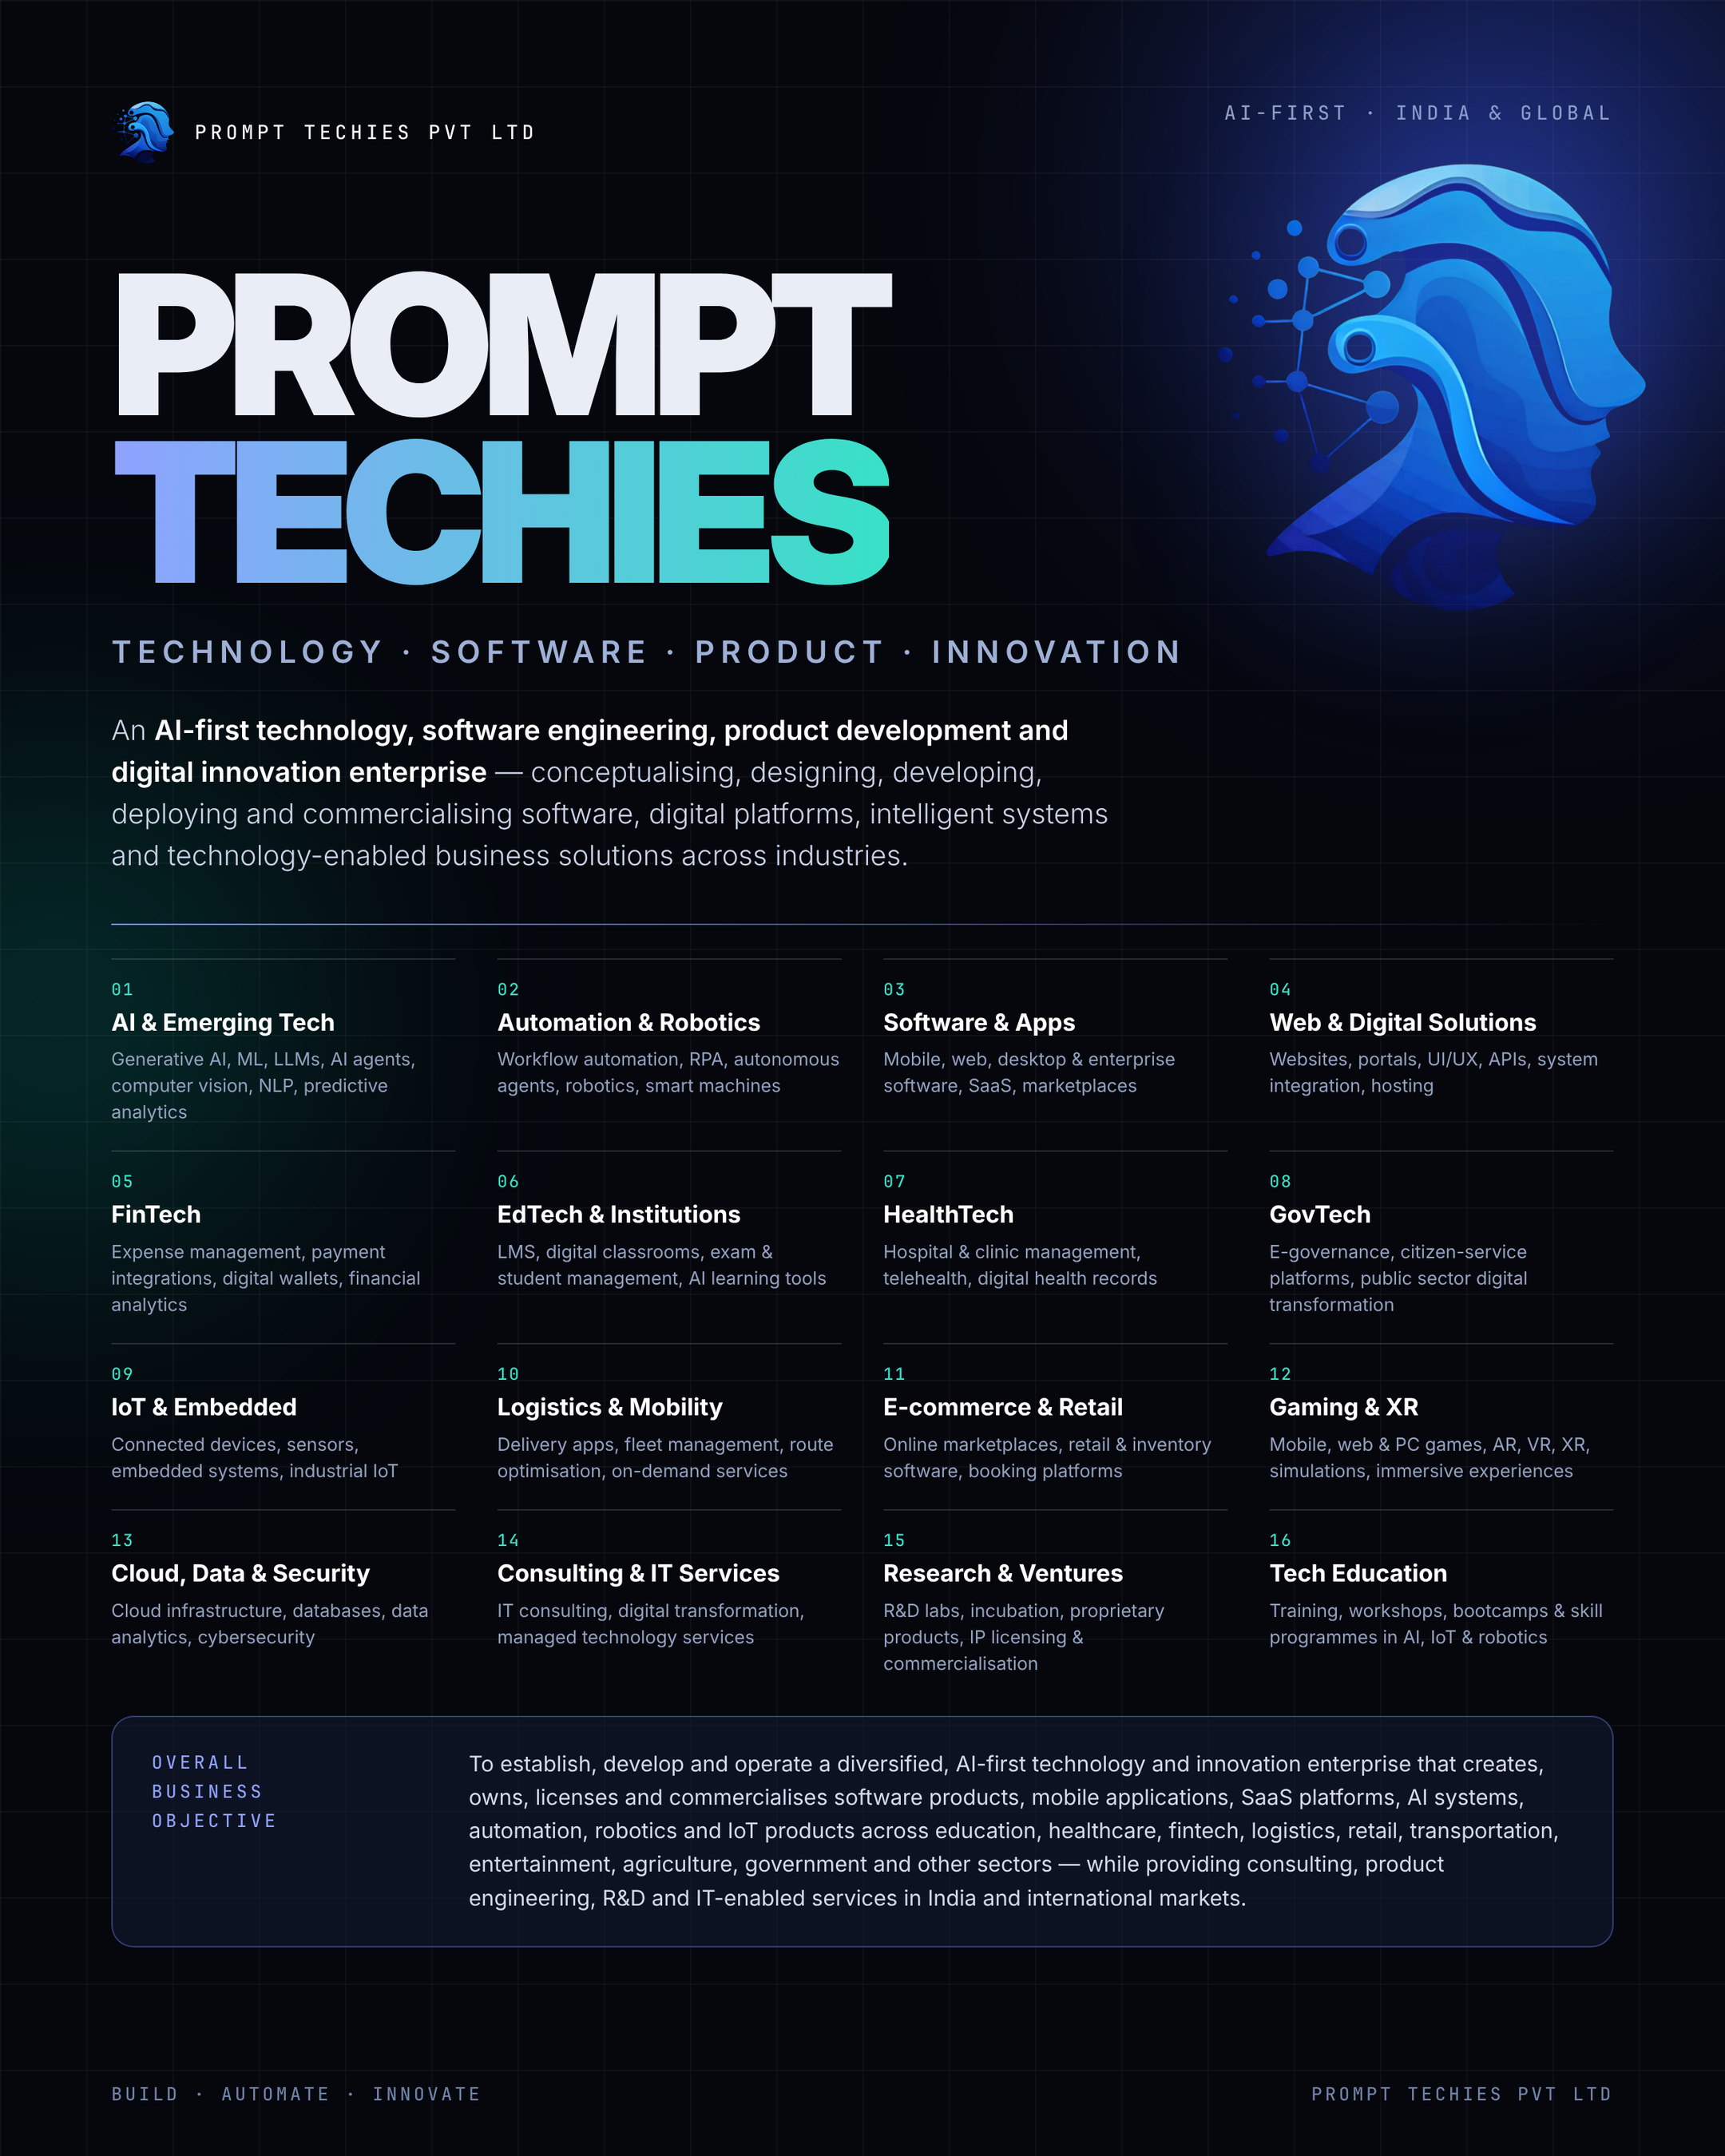 PROMPT TECHIES PVT LTD
AI-FIRST · INDIA & GLOBAL
PROMPT
TECHIES
TECHNOLOGY · SOFTWARE · PRODUCT · INNOVATION
An AI-first technology, software engineering, product development and
digital innovation enterprise — conceptualising, designing, developing,
deploying and commercialising software, digital platforms, intelligent systems
and technology-enabled business solutions across industries.
01
AI & Emerging Tech
Generative AI, ML, LLMs, AI agents,
computer vision, NLP, predictive
analytics
02
Automation & Robotics
Workflow automation, RPA, autonomous
agents, robotics, smart machines
03
Software & Apps
Mobile, web, desktop & enterprise
software, SaaS, marketplaces
04
Web & Digital Solutions
Websites, portals, UI/UX, APIs, system
integration, hosting
05
FinTech
Expense management, payment
integrations, digital wallets, financial
analytics
06
EdTech & Institutions
LMS, digital classrooms, exam &
student management, AI learning tools
07
HealthTech
Hospital & clinic management,
telehealth, digital health records
08
GovTech
E-governance, citizen-service
platforms, public sector digital
transformation
09
IoT & Embedded
Connected devices, sensors,
embedded systems, industrial IoT
10
Logistics & Mobility
Delivery apps, fleet management, route
optimisation, on-demand services
11
E-commerce & Retail
Online marketplaces, retail & inventory
software, booking platforms
12
Gaming & XR
Mobile, web & PC games, AR, VR, XR,
simulations, immersive experiences
13
Cloud, Data & Security
Cloud infrastructure, databases, data
analytics, cybersecurity
14
Consulting & IT Services
IT consulting, digital transformation,
managed technology services
15
Research & Ventures
R&D labs, incubation, proprietary
products, IP licensing &
commercialisation
16
Tech Education
Training, workshops, bootcamps & skill
programmes in AI, IoT & robotics
OVERALL
BUSINESS
OBJECTIVE
To establish, develop and operate a diversified, AI-first technology and innovation enterprise that creates,
owns, licenses and commercialises software products, mobile applications, SaaS platforms, AI systems,
automation, robotics and IoT products across education, healthcare, fintech, logistics, retail, transportation,
entertainment, agriculture, government and other sectors — while providing consulting, product
engineering, R&D and IT-enabled services in India and international markets.
BUILD · AUTOMATE · INNOVATE
PROMPT TECHIES PVT LTD